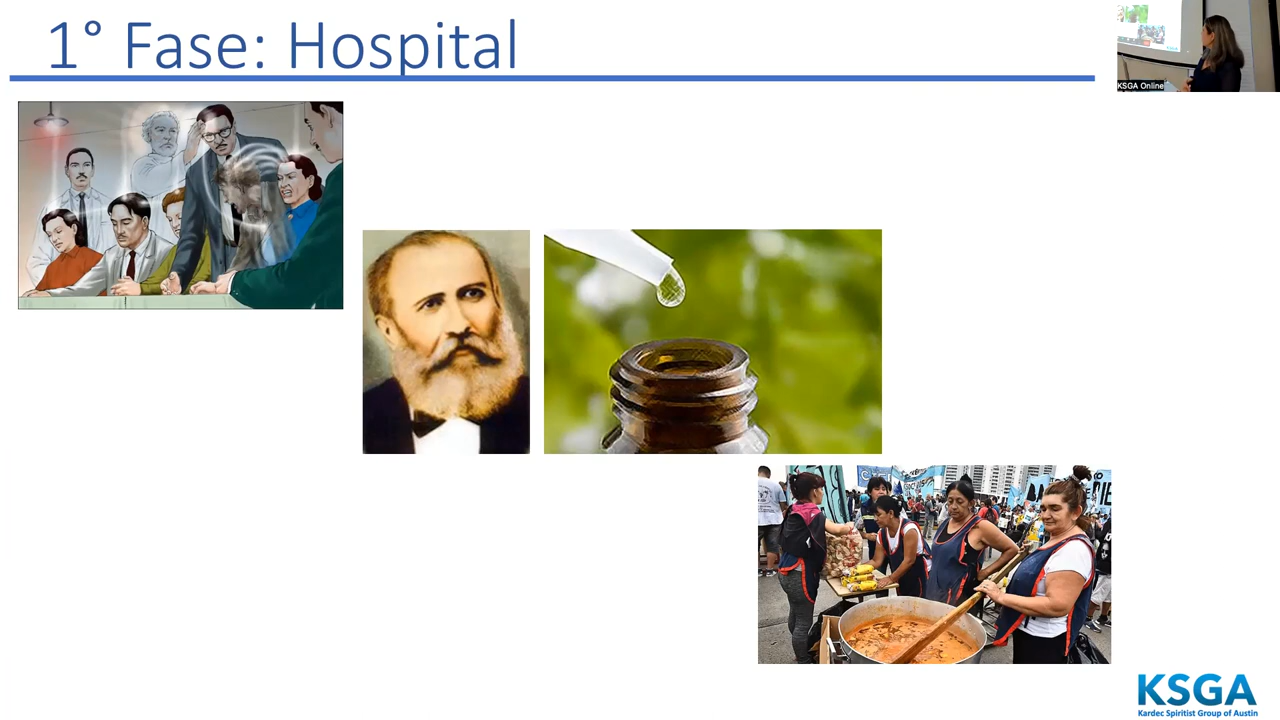 1° Fase: Hospital
KSGA Online
KSGA
Kardec Spiritist Group of Austin